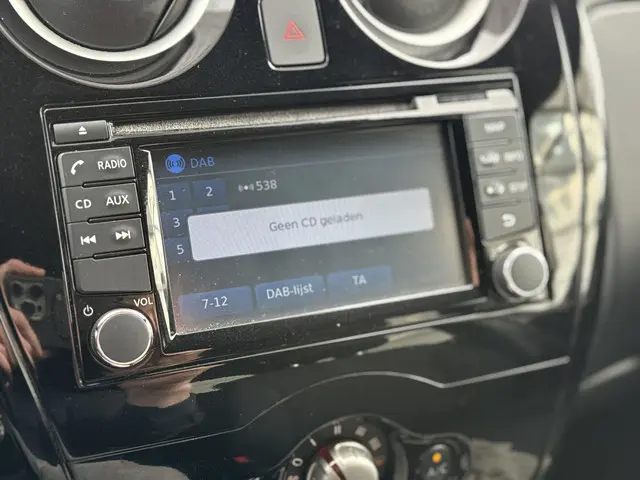 RADIO
CD AUX
VOL
DAB
1 2 538
3
Geen CD geladen
5
7-12 DAB-lijst TA
A/C